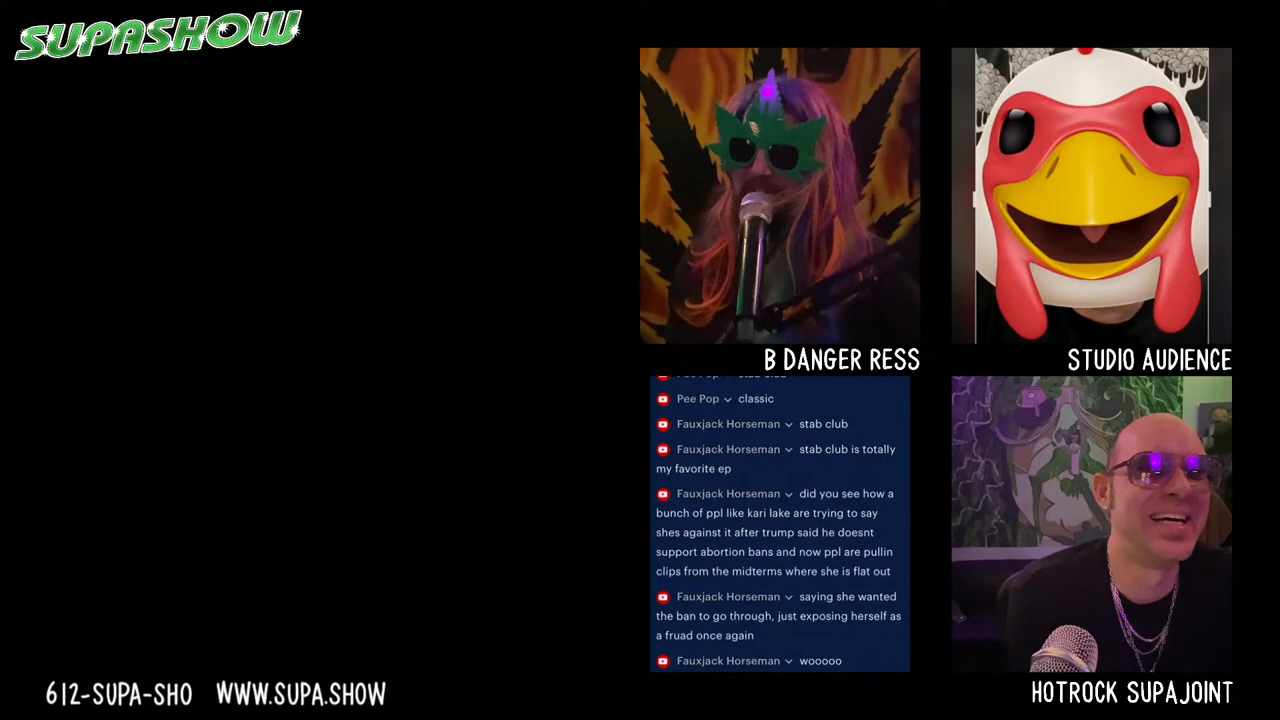 SUPASHOW
B DANGER RESS
STUDIO AUDIENCE
Pee Pop classic
Fauxjack Horseman stab club
Fauxjack Horseman stab club is totally
my favorite ep
Fauxjack Horseman did you see how a
bunch of ppl like kari lake are trying to say
shes against it after trump said he doesnt
support abortion bans and now ppl are pullin
clips from the midterms where she is flat out
Fauxjack Horseman saying she wanted
the ban to go through, just exposing herself as
a fruad once again
Fauxjack Horseman wooooo
HOTROCK SUPAJOINT
612-SUPA-SHO WWW.SUPA.SHOW